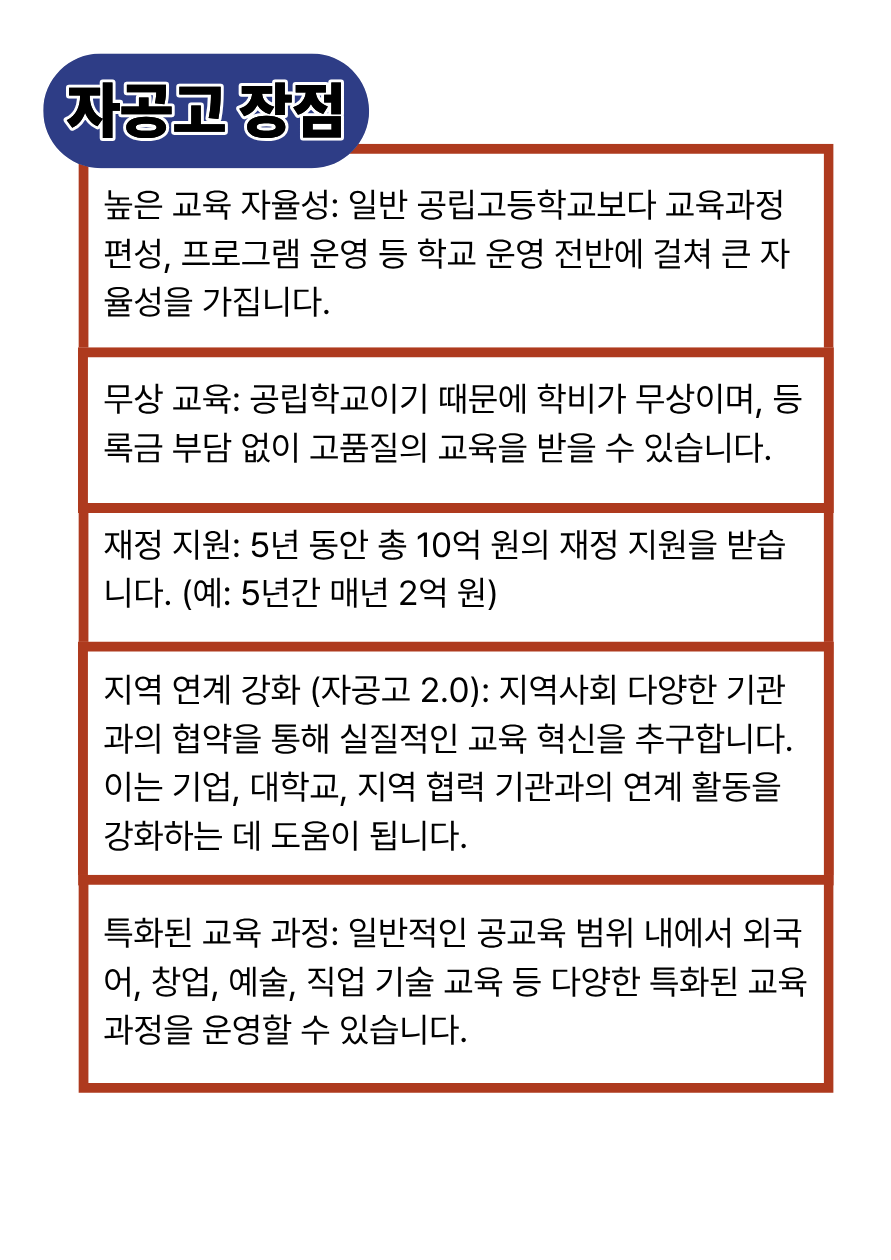 자공고 장점
높은 교육 자율성: 일반 공립고등학교보다 교육과정
편성, 프로그램 운영 등 학교 운영 전반에 걸쳐 큰 자
율성을 가집니다.
무상 교육: 공립학교이기 때문에 학비가 무상이며, 등
록금 부담 없이 고품질의 교육을 받을 수 있습니다.
재정 지원: 5년 동안 총 10억 원의 재정 지원을 받습
니다. (예: 5년간 매년 2억 원)
지역 연계 강화 (자공고 2.0): 지역사회 다양한 기관
과의 협약을 통해 실질적인 교육 혁신을 추구합니다.
이는 기업, 대학교, 지역 협력 기관과의 연계 활동을
강화하는 데 도움이 됩니다.
특화된 교육 과정: 일반적인 공교육 범위 내에서 외국
어, 창업, 예술, 직업 기술 교육 등 다양한 특화된 교육
과정을 운영할 수 있습니다.